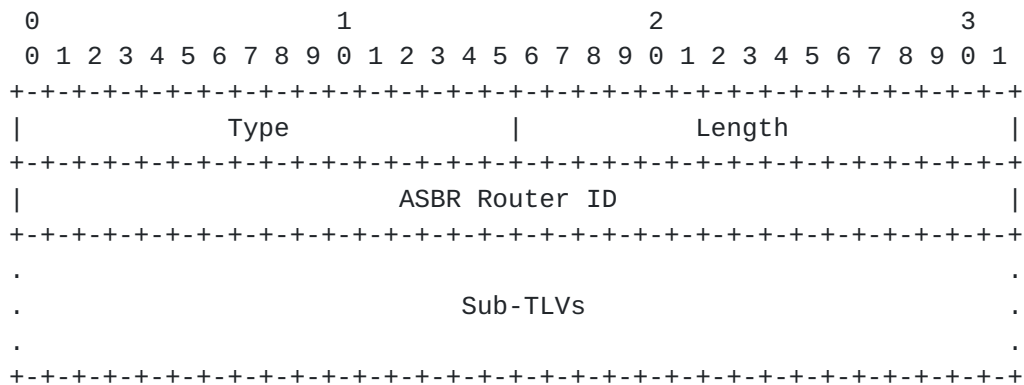 0                   1                   2                   3
 0 1 2 3 4 5 6 7 8 9 0 1 2 3 4 5 6 7 8 9 0 1 2 3 4 5 6 7 8 9 0 1
+-+-+-+-+-+-+-+-+-+-+-+-+-+-+-+-+-+-+-+-+-+-+-+-+-+-+-+-+-+-+-+-+
|             Type              |           Length              |
+-+-+-+-+-+-+-+-+-+-+-+-+-+-+-+-+-+-+-+-+-+-+-+-+-+-+-+-+-+-+-+-+
|                        ASBR Router ID                         |
+-+-+-+-+-+-+-+-+-+-+-+-+-+-+-+-+-+-+-+-+-+-+-+-+-+-+-+-+-+-+-+-+
.                                                               .
.                            Sub-TLVs                           .
.                                                               .
+-+-+-+-+-+-+-+-+-+-+-+-+-+-+-+-+-+-+-+-+-+-+-+-+-+-+-+-+-+-+-+-+